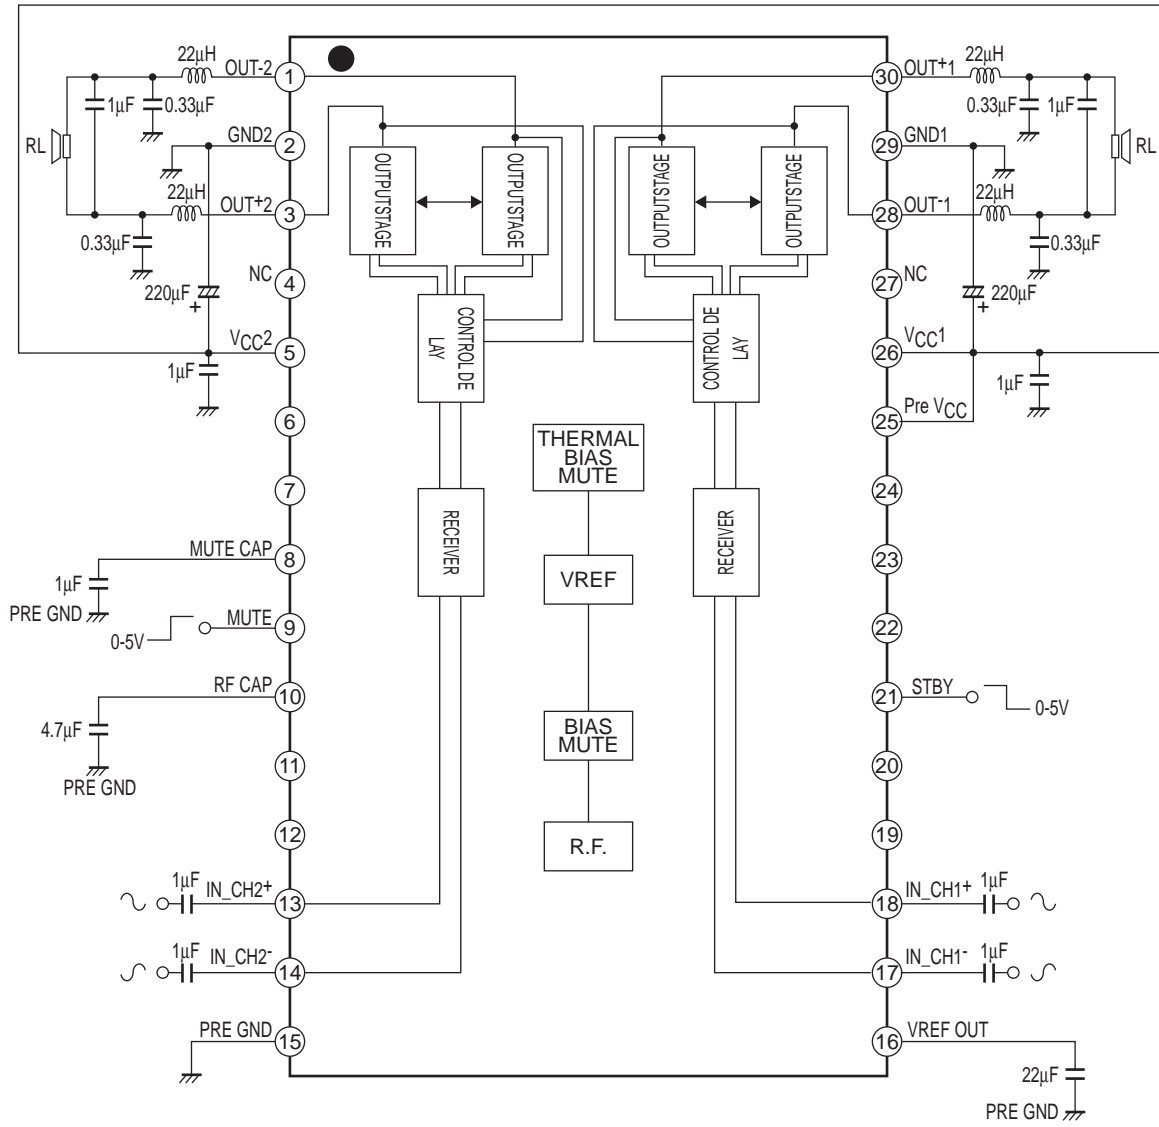 22µH
OUT-2
1
1µF
0.33µF
RL
GND2
2
22µH
OUT+2
3
0.33µF
NC
4
220µF
+
VCC2
5
1µF
6
7
MUTE CAP
8
1µF
PRE GND
MUTE
9
0-5V
RF CAP
10
4.7µF
PRE GND
11
12
1µF
IN_CH2+
13
1µF
IN_CH2-
14
PRE GND
15
OUTPUTSTAGE
OUTPUTSTAGE
CONTROL DE
LAY
RECEIVER
THERMAL
BIAS
MUTE
VREF
BIAS
MUTE
R.F.
OUTPUTSTAGE
OUTPUTSTAGE
CONTROL DE
LAY
RECEIVER
30
OUT+1
22µH
0.33µF
1µF
29
GND1
RL
22µH
28
OUT-1
0.33µF
27
NC
220µF
+
26
VCC1
1µF
25
Pre VCC
24
23
22
21
STBY
0-5V
20
19
18
IN_CH1+
1µF
17
IN_CH1-
1µF
16
VREF OUT
22µF
PRE GND